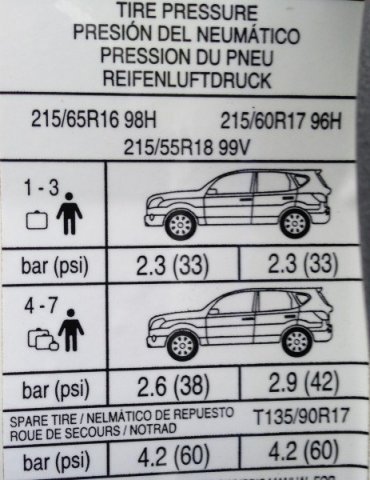 TIRE PRESSURE
PRESIÓN DEL NEUMÁTICO
PRESSION DU PNEU
REIFENLUFTDRUCK
215/65R16 98H 215/60R17 96H
215/55R18 99V
1 - 3
bar (psi) 2.3 (33) 2.3 (33)
4 - 7
bar (psi) 2.6 (38) 2.9 (42)
SPARE TIRE / NELMÁTICO DE REPUESTO T135/90R17
ROUE DE SECOURS / NOTRAD
bar (psi) 4.2 (60) 4.2 (60)